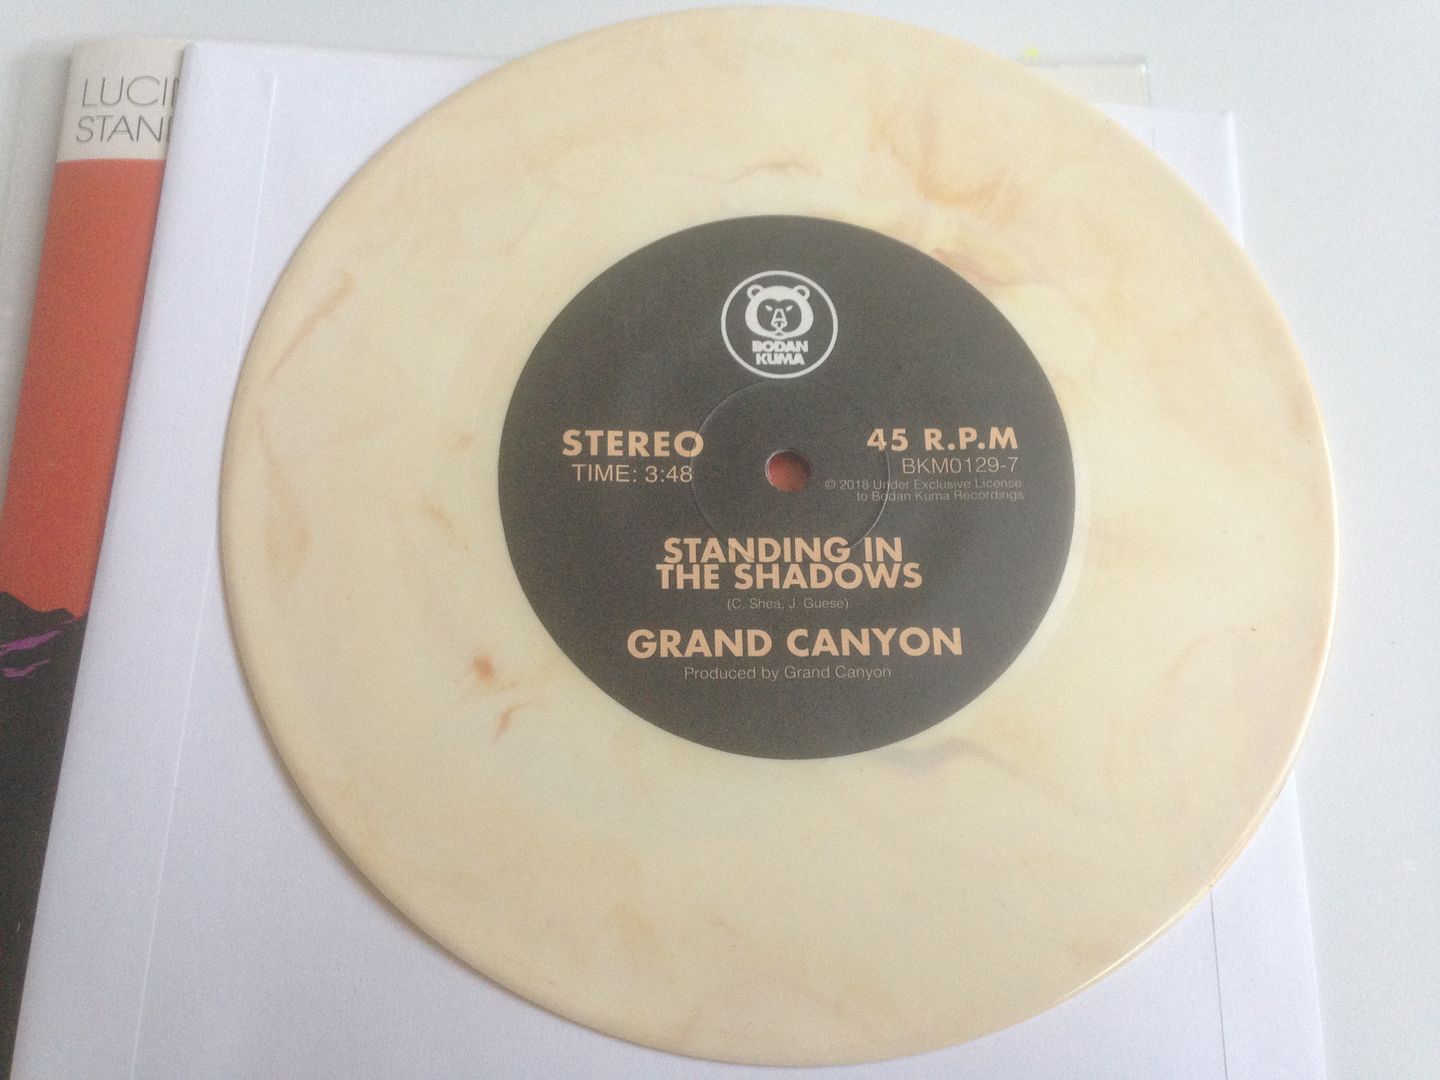 LUCI
STAN
BODAN
KUMA
STEREO
TIME: 3:48
45 R.P.M
BKM0129-7
© 2018 Under Exclusive License
to Bodan Kuma Recordings
STANDING IN
THE SHADOWS
(C. Shea, J. Guese)
GRAND CANYON
Produced by Grand Canyon